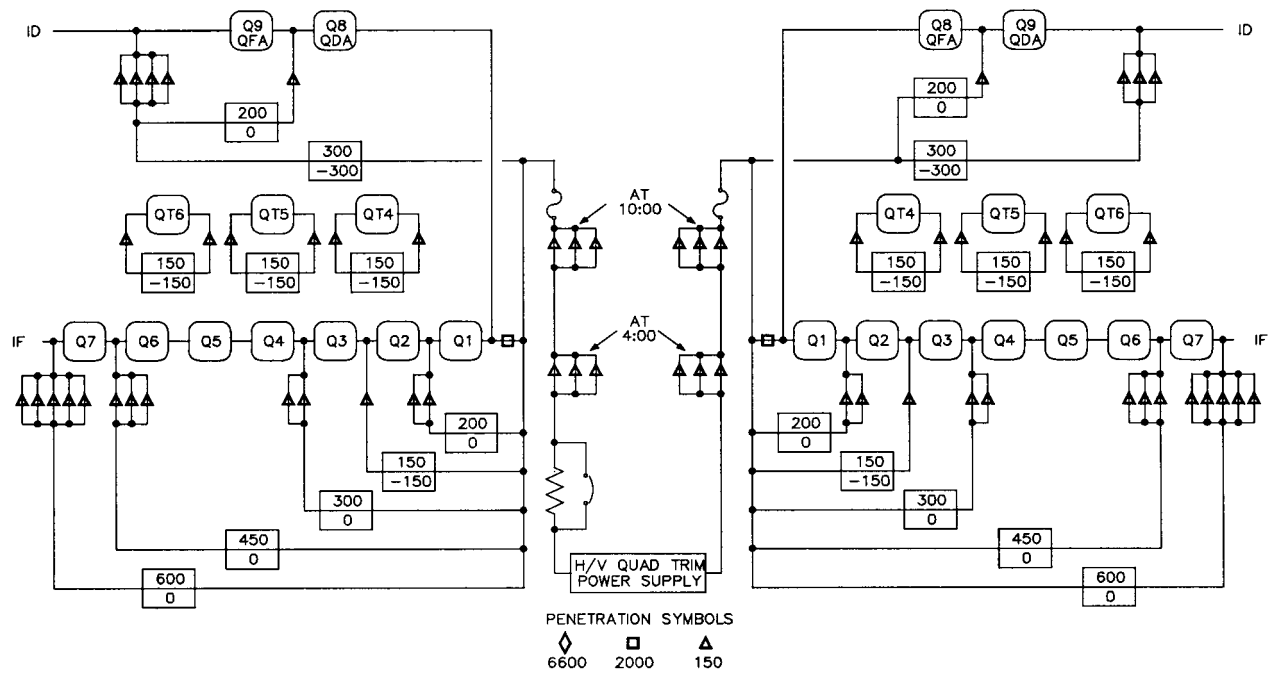 ID
Q9
QFA
Q8
QDA
Q8
QFA
Q9
QDA
ID
200
0
200
0
300
-300
300
-300
AT
10:00
QT6
QT5
QT4
QT4
QT5
QT6
150
-150
150
-150
150
-150
150
-150
150
-150
150
-150
AT
4:00
IF
Q7
Q6
Q5
Q4
Q3
Q2
Q1
Q1
Q2
Q3
Q4
Q5
Q6
Q7
IF
200
0
200
0
150
-150
150
-150
300
0
300
0
450
0
450
0
600
0
600
0
H/V QUAD TRIM
POWER SUPPLY
PENETRATION SYMBOLS
6600 2000 150